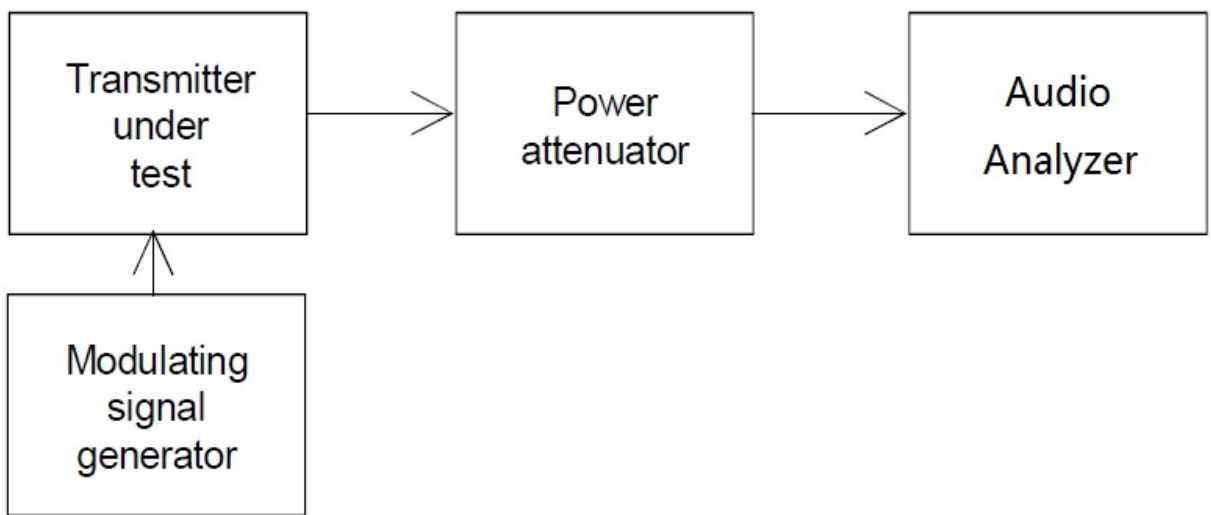 Transmitter
under
test
Power
attenuator
Audio
Analyzer
Modulating
signal
generator